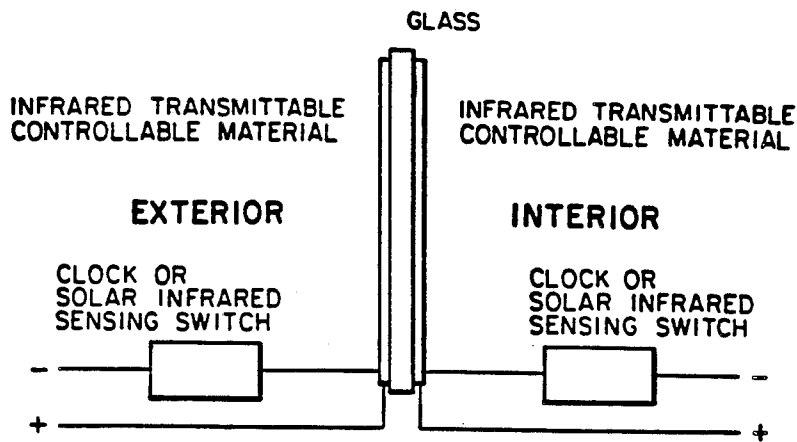 GLASS
INFRARED TRANSMITTABLE
CONTROLLABLE MATERIAL
INFRARED TRANSMITTABLE
CONTROLLABLE MATERIAL
EXTERIOR
INTERIOR
CLOCK OR
SOLAR INFRARED
SENSING SWITCH
CLOCK OR
SOLAR INFRARED
SENSING SWITCH
- -
+ +